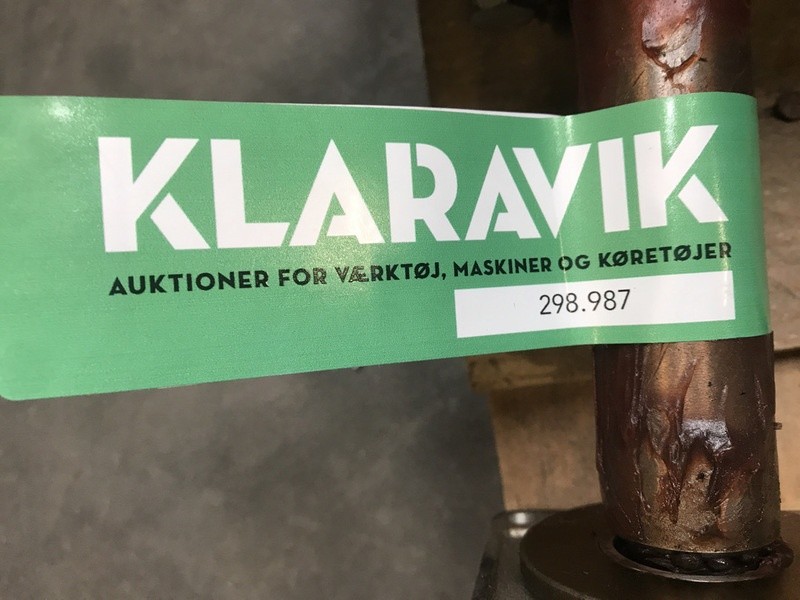 KLARAVIK
AUKTIONER FOR VÆRKTØJ, MASKINER OG KØRETØJER
298.987